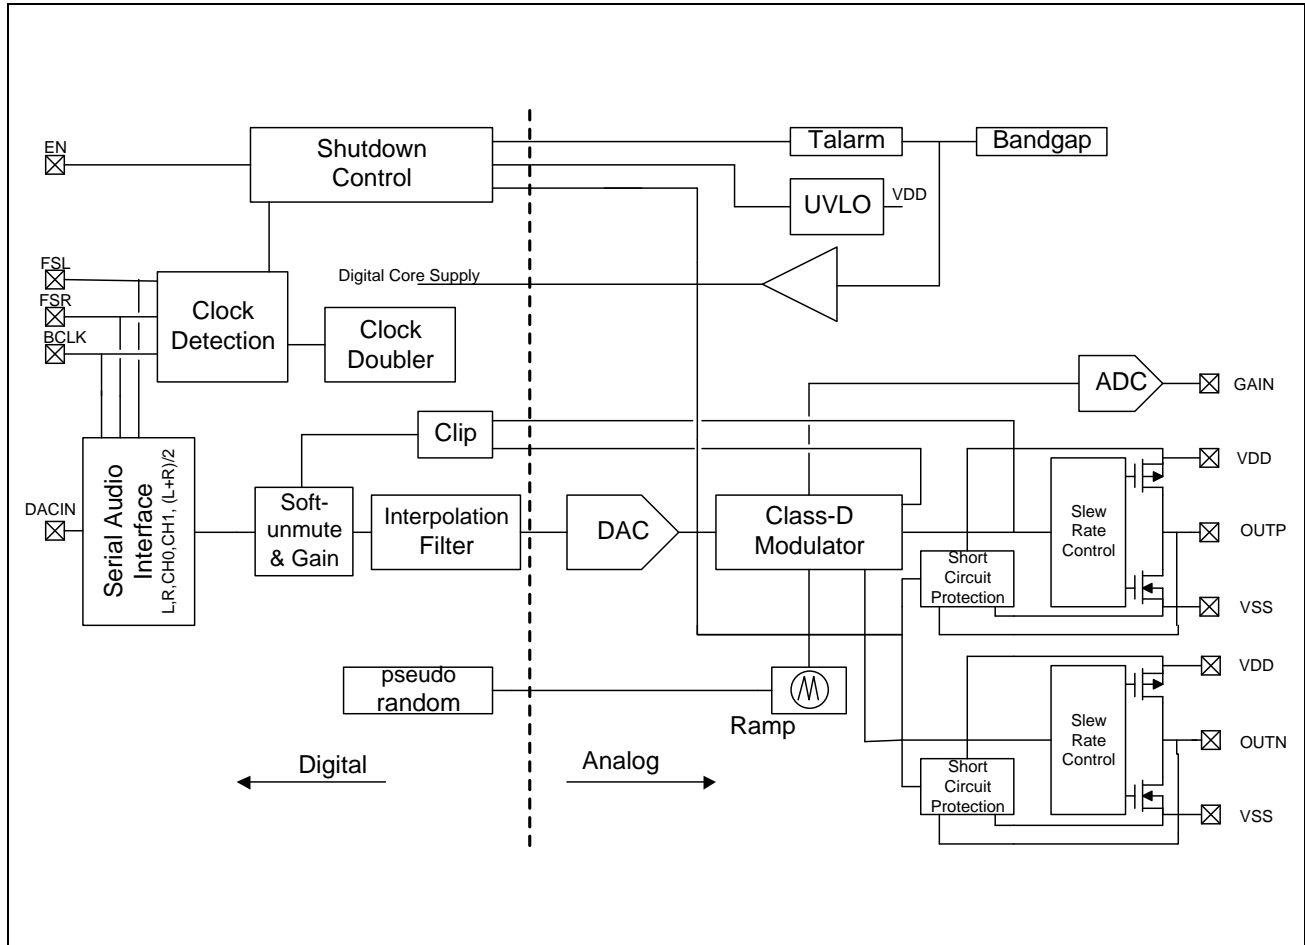 EN
Shutdown
Control
Talarm
Bandgap
UVLO
VDD
FSL
FSR
BCLK
Clock
Detection
Clock
Doubler
Digital Core Supply
ADC
GAIN
Clip
DACIN
Serial Audio
Interface
L,R,CH0,CH1, (L+R)/2
Soft-
unmute
& Gain
Interpolation
Filter
DAC
Class-D
Modulator
Short
Circuit
Protection
Slew
Rate
Control
VDD
OUTP
VSS
pseudo
random
Ramp
Short
Circuit
Protection
Slew
Rate
Control
VDD
OUTN
VSS
Digital
Analog